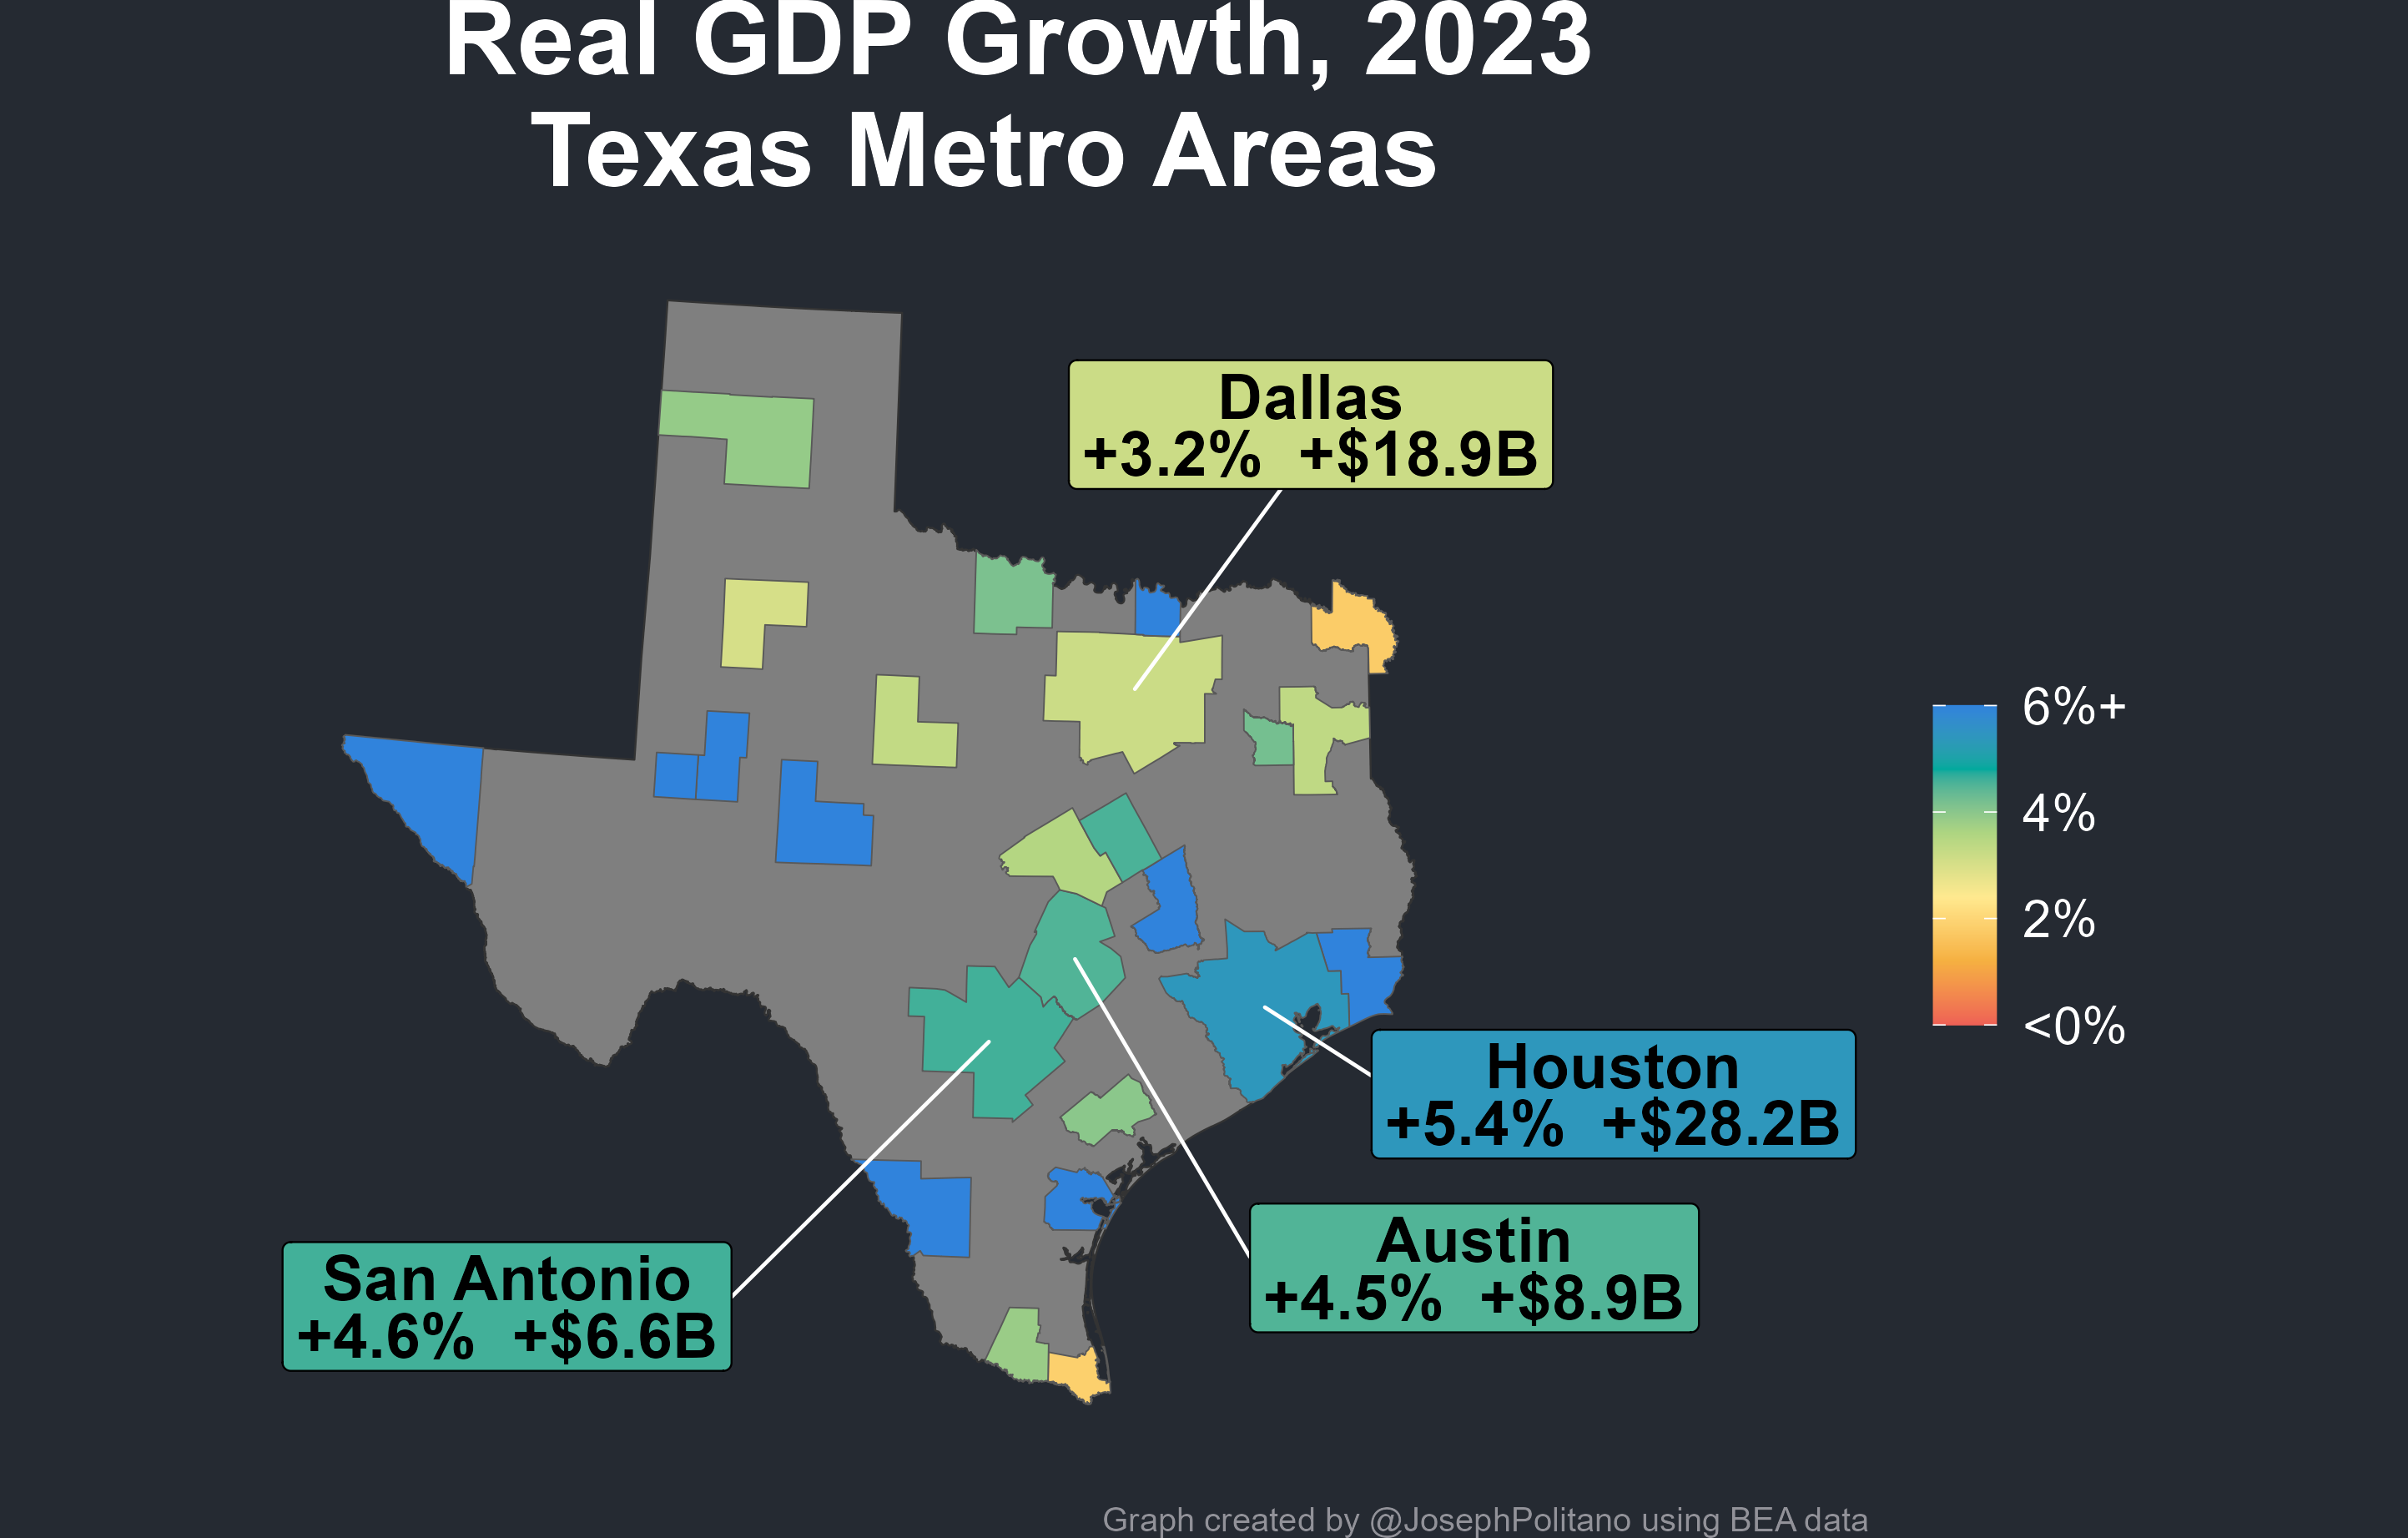 Real GDP Growth, 2023
Texas Metro Areas
Dallas
+3.2% +$18.9B
6%+
4%
2%
<0%
Houston
+5.4% +$28.2B
Austin
+4.5% +$8.9B
San Antonio
+4.6% +$6.6B
Graph created by @JosephPolitano using BEA data